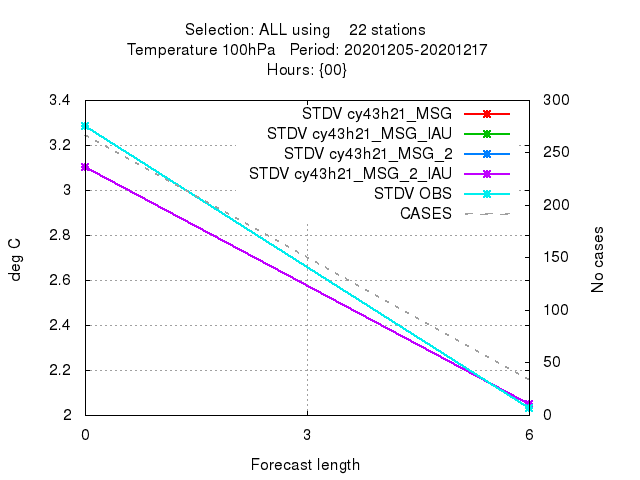 Selection: ALL using 22 stations
Temperature 100hPa Period: 20201205-20201217
Hours: {00}
STDV cy43h21_MSG
STDV cy43h21_MSG_IAU
STDV cy43h21_MSG_2
STDV cy43h21_MSG_2_IAU
STDV OBS
CASES
3.4
3.2
3
2.8
2.6
2.4
2.2
2
300
250
200
150
100
50
0
deg C
No cases
0 3 6
Forecast length